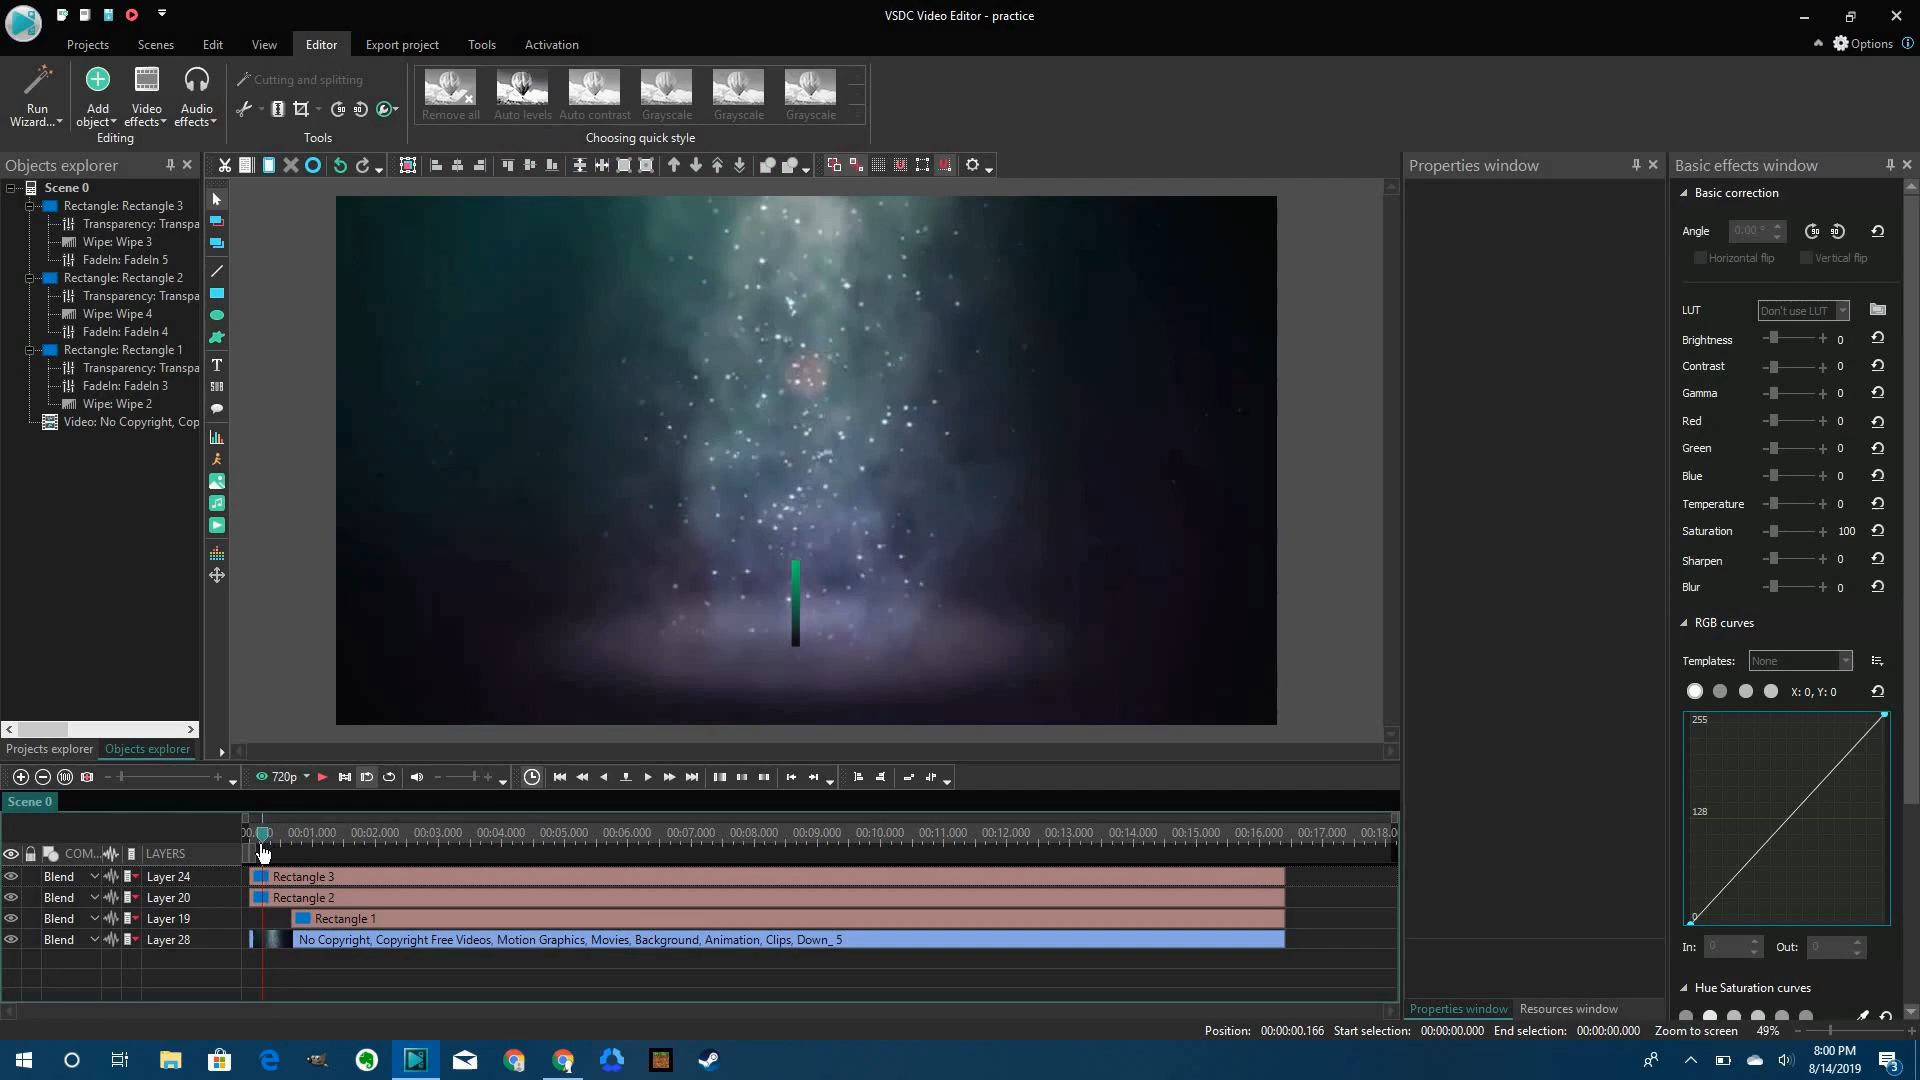 VSDC Video Editor - practice
Projects Scenes Edit View Editor Export project Tools Activation Options
Run Wizard... Add object Video effects Audio effects Cutting and splitting
Editing Tools
Remove all Auto levels Auto contrast Grayscale Grayscale Grayscale
Choosing quick style
Objects explorer
Scene 0
Rectangle: Rectangle 3
Transparency: Transpa
Wipe: Wipe 3
FadeIn: FadeIn 5
Rectangle: Rectangle 2
Transparency: Transpa
Wipe: Wipe 4
FadeIn: FadeIn 4
Rectangle: Rectangle 1
Transparency: Transpa
FadeIn: FadeIn 3
Wipe: Wipe 2
Video: No Copyright, Cop
Projects explorer Objects explorer
T
Properties window
Basic effects window
Basic correction
Angle 0.00 ° 90 90
Horizontal flip Vertical flip
LUT Don't use LUT
Brightness 0
Contrast 0
Gamma 0
Red 0
Green 0
Blue 0
Temperature 0
Saturation 100
Sharpen 0
Blur 0
RGB curves
Templates: None
X: 0, Y: 0
255
128
0
In: 0 Out: 0
Hue Saturation curves
Properties window Resources window
720p
Scene 0
00:01.000 00:02.000 00:03.000 00:04.000 00:05.000 00:06.000 00:07.000 00:08.000 00:09.000 00:10.000 00:11.000 00:12.000 00:13.000 00:14.000 00:15.000 00:16.000 00:17.000 00:18.0
COM... LAYERS
Blend Layer 24 Rectangle 3
Blend Layer 20 Rectangle 2
Blend Layer 19 Rectangle 1
Blend Layer 28 No Copyright, Copyright Free Videos, Motion Graphics, Movies, Background, Animation, Clips, Down_ 5
Position: 00:00:00.166 Start selection: 00:00:00.000 End selection: 00:00:00.000 Zoom to screen 49%
8:00 PM
8/14/2019
3